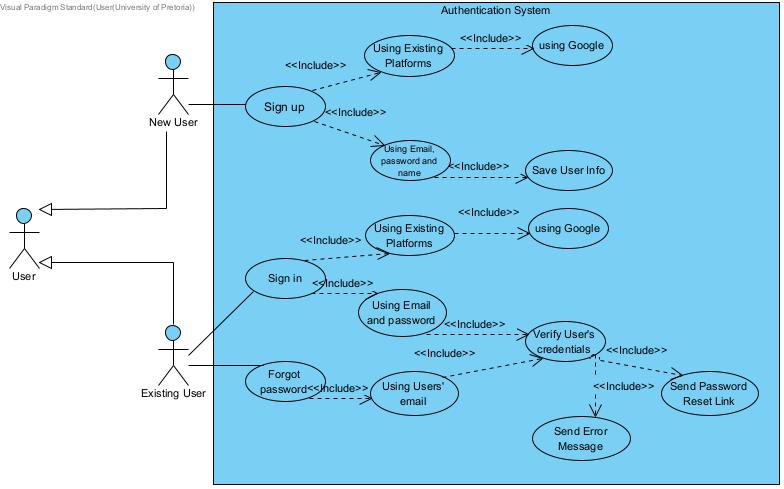 Visual Paradigm Standard(User(University of Pretoria))
Authentication System
Using Existing
Platforms
<<Include>>
using Google
<<Include>>
Sign up
<<Include>>
New User
Using Email,
password and
name
<<Include>>
Save User Info
Using Existing
Platforms
<<Include>>
using Google
<<Include>>
User
Sign in
<<Include>>
Using Email
and password
<<Include>>
Verify User's
credentials
<<Include>>
<<Include>>
Existing User
Forgot
password
<<Include>>
Using Users'
email
<<Include>>
Send Password
Reset Link
Send Error
Message